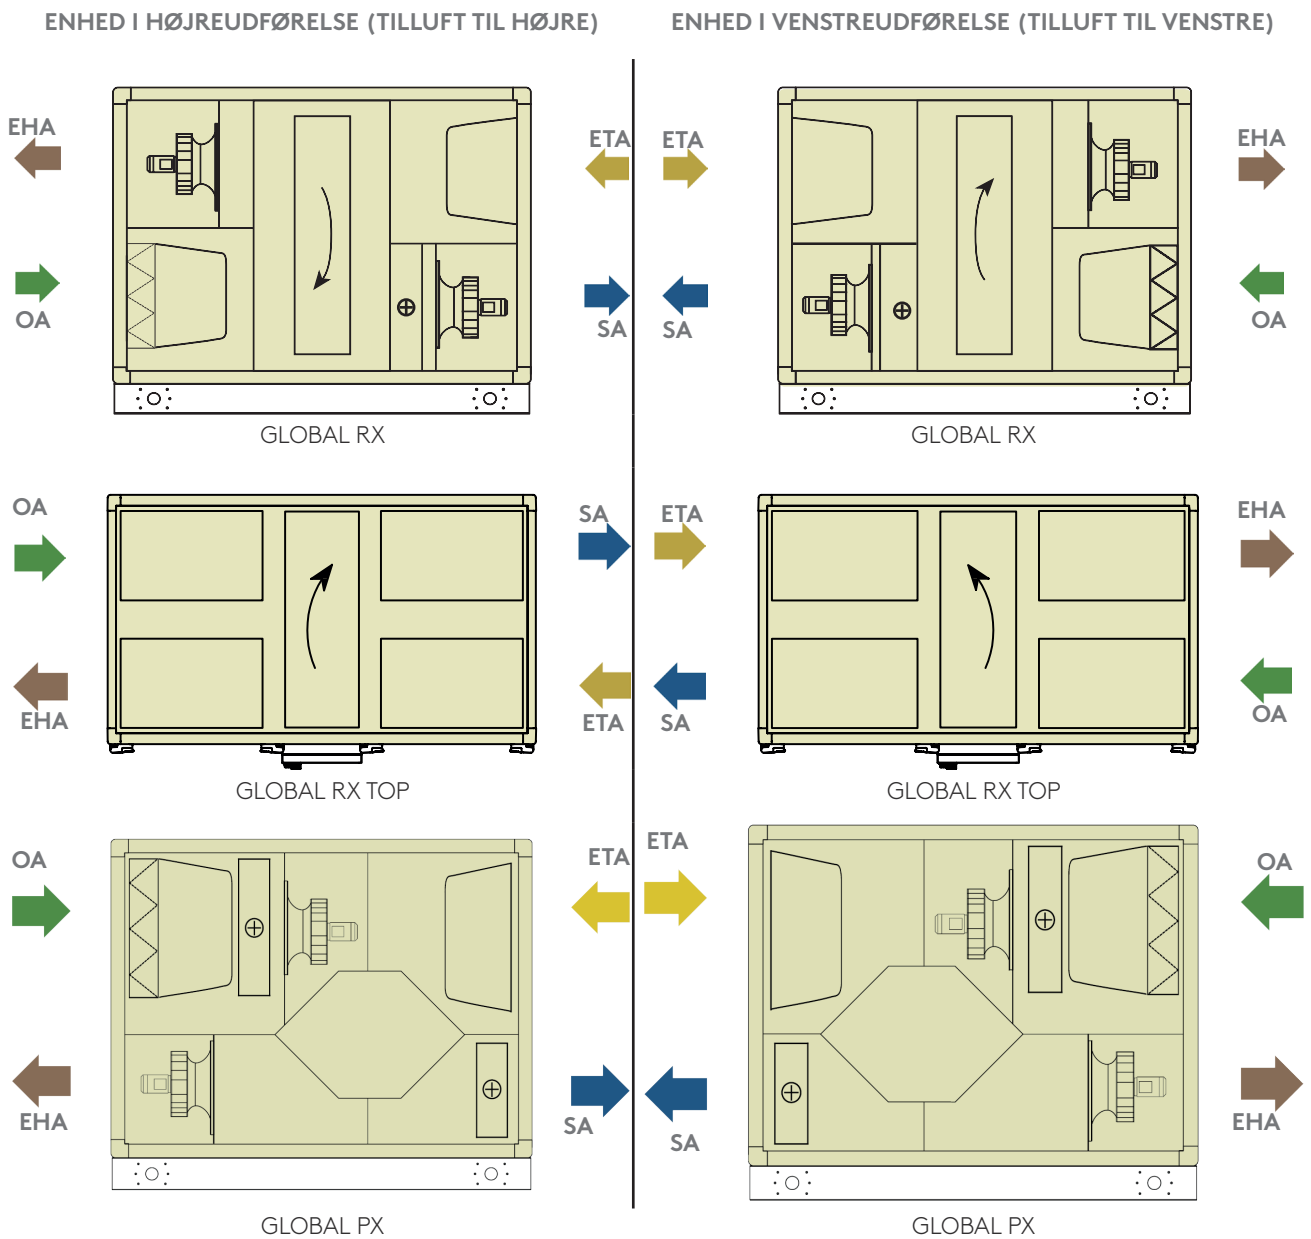 ENHED I HØJREUDFØRELSE (TILLUFT TIL HØJRE)
ENHED I VENSTREUDFØRELSE (TILLUFT TIL VENSTRE)
EHA
ETA
ETA
EHA
OA
SA
SA
OA
GLOBAL RX
GLOBAL RX
OA
SA
ETA
EHA
EHA
ETA
SA
OA
GLOBAL RX TOP
GLOBAL RX TOP
OA
ETA
ETA
OA
EHA
SA
SA
EHA
GLOBAL PX
GLOBAL PX